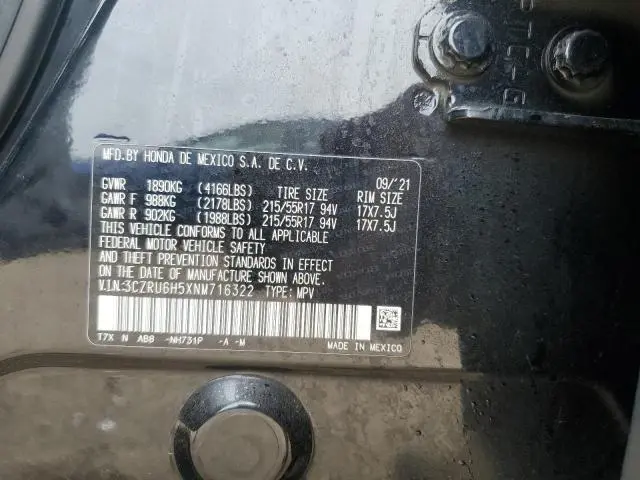 MFD.BY HONDA DE MEXICO S.A. DE C.V.
GVWR 1890KG (4166LBS) TIRE SIZE 09/'21 RIM SIZE
GAWR F 988KG (2178LBS) 215/55R17 94V 17X7.5J
GAWR R 902KG (1988LBS) 215/55R17 94V 17X7.5J
THIS VEHICLE CONFORMS TO ALL APPLICABLE
FEDERAL MOTOR VEHICLE SAFETY
AND THEFT PREVENTION STANDARDS IN EFFECT
ON THE DATE OF MANUFACTURE SHOWN ABOVE.
V.I.N.:3CZRU6H5XNM716322 TYPE: MPV
T7X N AB8 -NH731P -A -M MADE IN MEXICO